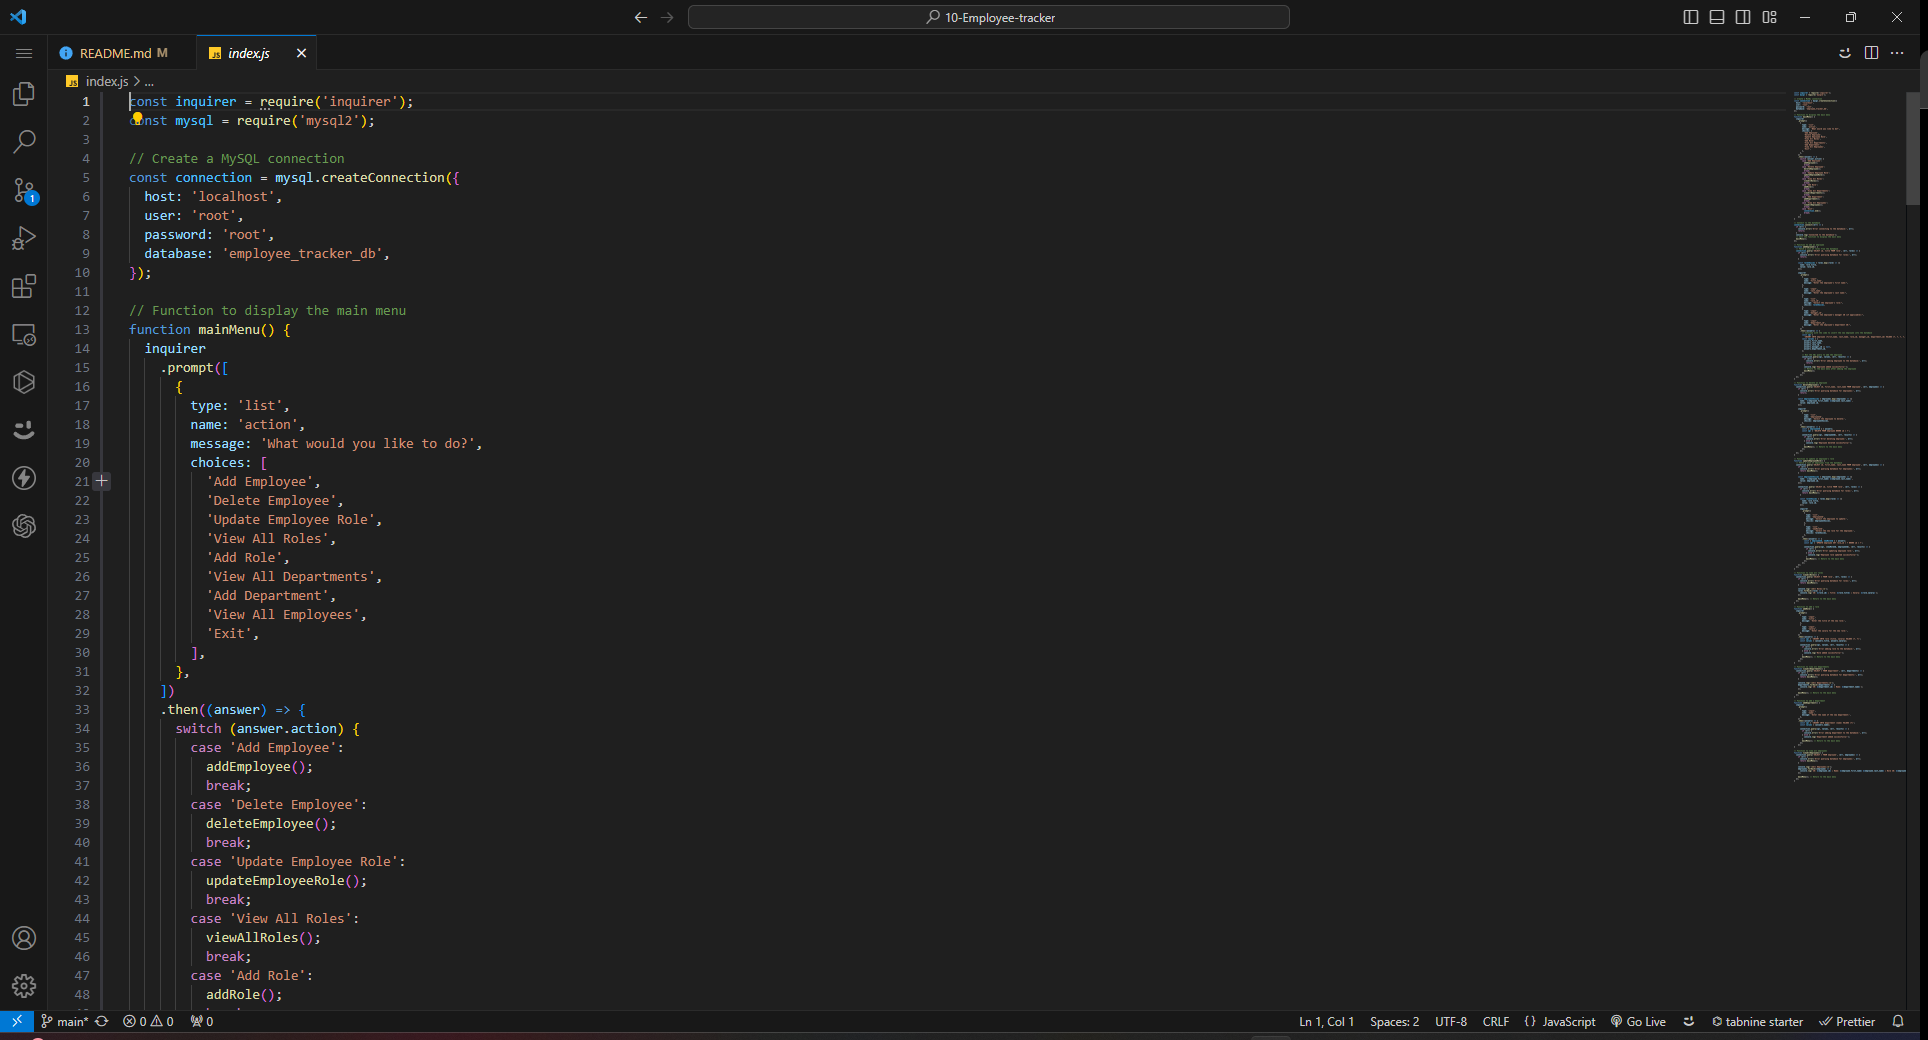 10-Employee-tracker
README.md M
index.js
index.js > ...
1 const inquirer = require('inquirer');
2 const mysql = require('mysql2');
3
4 // Create a MySQL connection
5 const connection = mysql.createConnection({
6 host: 'localhost',
7 user: 'root',
8 password: 'root',
9 database: 'employee_tracker_db',
10 });
11
12 // Function to display the main menu
13 function mainMenu() {
14 inquirer
15 .prompt([
16 {
17 type: 'list',
18 name: 'action',
19 message: 'What would you like to do?',
20 choices: [
21 'Add Employee',
22 'Delete Employee',
23 'Update Employee Role',
24 'View All Roles',
25 'Add Role',
26 'View All Departments',
27 'Add Department',
28 'View All Employees',
29 'Exit',
30 ],
31 },
32 ])
33 .then((answer) => {
34 switch (answer.action) {
35 case 'Add Employee':
36 addEmployee();
37 break;
38 case 'Delete Employee':
39 deleteEmployee();
40 break;
41 case 'Update Employee Role':
42 updateEmployeeRole();
43 break;
44 case 'View All Roles':
45 viewAllRoles();
46 break;
47 case 'Add Role':
48 addRole();
1
main* 0 0 0 Ln 1, Col 1 Spaces: 2 UTF-8 CRLF {} JavaScript Go Live tabnine starter Prettier